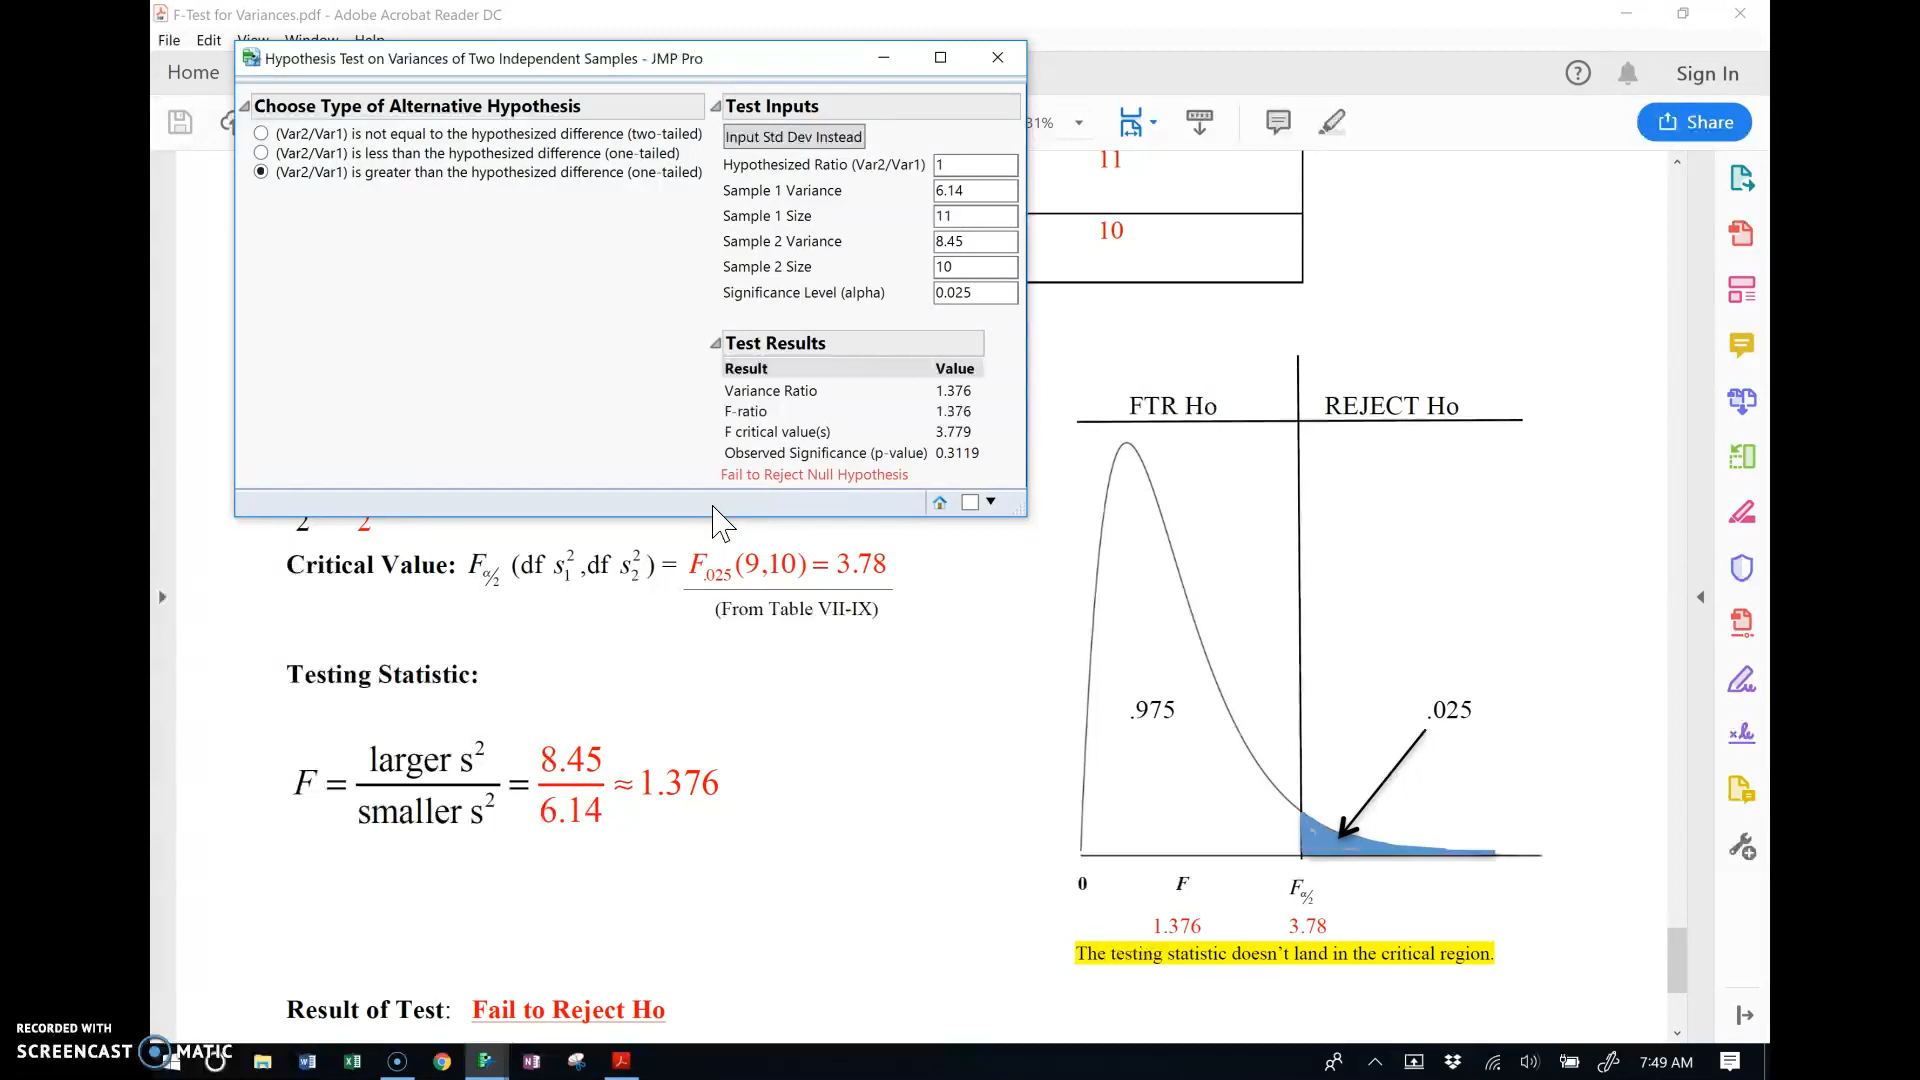 F-Test for Variances.pdf - Adobe Acrobat Reader DC
File Edit View Window Help
Home
Sign In
31%
Share
Hypothesis Test on Variances of Two Independent Samples - JMP Pro
Choose Type of Alternative Hypothesis
(Var2/Var1) is not equal to the hypothesized difference (two-tailed)
(Var2/Var1) is less than the hypothesized difference (one-tailed)
(Var2/Var1) is greater than the hypothesized difference (one-tailed)
Test Inputs
Input Std Dev Instead
Hypothesized Ratio (Var2/Var1) 1
Sample 1 Variance 6.14
Sample 1 Size 11
Sample 2 Variance 8.45
Sample 2 Size 10
Significance Level (alpha) 0.025
Test Results
Result Value
Variance Ratio 1.376
F-ratio 1.376
F critical value(s) 3.779
Observed Significance (p-value) 0.3119
Fail to Reject Null Hypothesis
11
10
2 2
Critical Value: F α/2 (df s₁², df s₂²) = F.025 (9,10) = 3.78
(From Table VII-IX)
Testing Statistic:
F = larger s² / smaller s² = 8.45 / 6.14 ≈ 1.376
FTR Ho REJECT Ho
.975 .025
0 F F α/2
1.376 3.78
The testing statistic doesn't land in the critical region.
Result of Test: Fail to Reject Ho
RECORDED WITH
SCREENCAST MATIC
7:49 AM